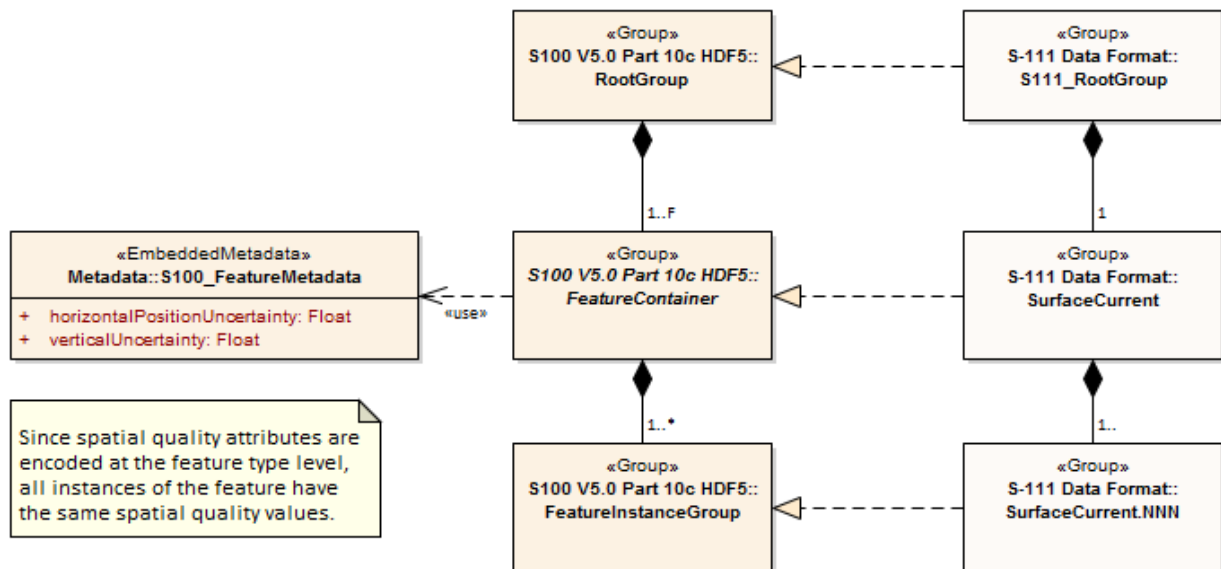 «Group»
S100 V5.0 Part 10c HDF5::
RootGroup
«Group»
S-111 Data Format::
S111_RootGroup
1..F
1
«EmbeddedMetadata»
Metadata::S100_FeatureMetadata
+ horizontalPositionUncertainty: Float
+ verticalUncertainty: Float
«use»
«Group»
S100 V5.0 Part 10c HDF5::
FeatureContainer
«Group»
S-111 Data Format::
SurfaceCurrent
Since spatial quality attributes are
encoded at the feature type level,
all instances of the feature have
the same spatial quality values.
1..*
1..
«Group»
S100 V5.0 Part 10c HDF5::
FeatureInstanceGroup
«Group»
S-111 Data Format::
SurfaceCurrent.NNN